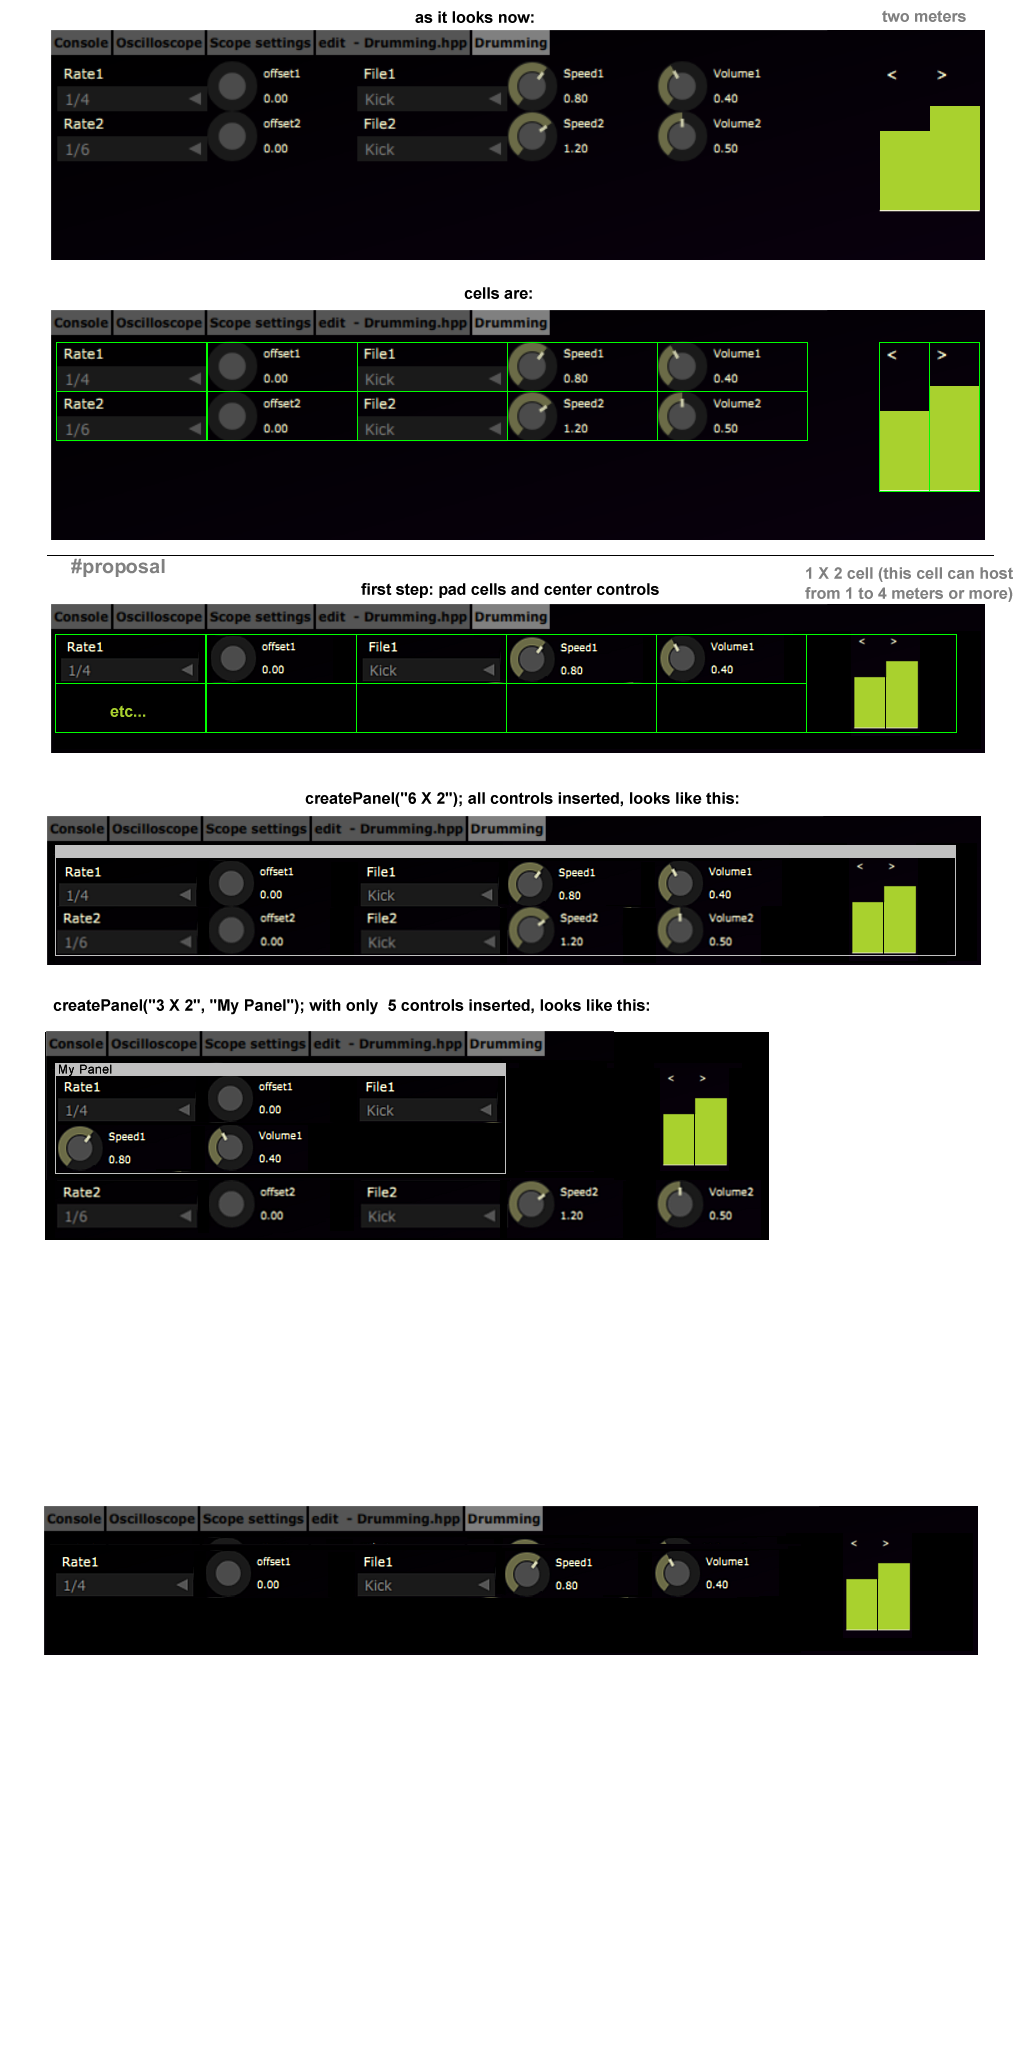 as it looks now:
two meters
Console Oscilloscope Scope settings edit - Drumming.hpp Drumming
Rate1 offset1 File1 Speed1 Volume1 < >
1/4 0.00 Kick 0.80 0.40
Rate2 offset2 File2 Speed2 Volume2
1/6 0.00 Kick 1.20 0.50
cells are:
Console Oscilloscope Scope settings edit - Drumming.hpp Drumming
Rate1 offset1 File1 Speed1 Volume1 < >
1/4 0.00 Kick 0.80 0.40
Rate2 offset2 File2 Speed2 Volume2
1/6 0.00 Kick 1.20 0.50
#proposal
1 X 2 cell (this cell can host
from 1 to 4 meters or more)
first step: pad cells and center controls
Console Oscilloscope Scope settings edit - Drumming.hpp Drumming
Rate1 offset1 File1 Speed1 Volume1 < >
1/4 0.00 Kick 0.80 0.40
etc...
createPanel("6 X 2"); all controls inserted, looks like this:
Console Oscilloscope Scope settings edit - Drumming.hpp Drumming
Rate1 offset1 File1 Speed1 Volume1 < >
1/4 0.00 Kick 0.80 0.40
Rate2 offset2 File2 Speed2 Volume2
1/6 0.00 Kick 1.20 0.50
createPanel("3 X 2", "My Panel"); with only 5 controls inserted, looks like this:
Console Oscilloscope Scope settings edit - Drumming.hpp Drumming
My Panel
Rate1 offset1 File1 < >
1/4 0.00 Kick
Speed1 Volume1
0.80 0.40
Rate2 offset2 File2 Speed2 Volume2
1/6 0.00 Kick 1.20 0.50
Console Oscilloscope Scope settings edit - Drumming.hpp Drumming
Rate1 offset1 File1 Speed1 Volume1 < >
1/4 0.00 Kick 0.80 0.40